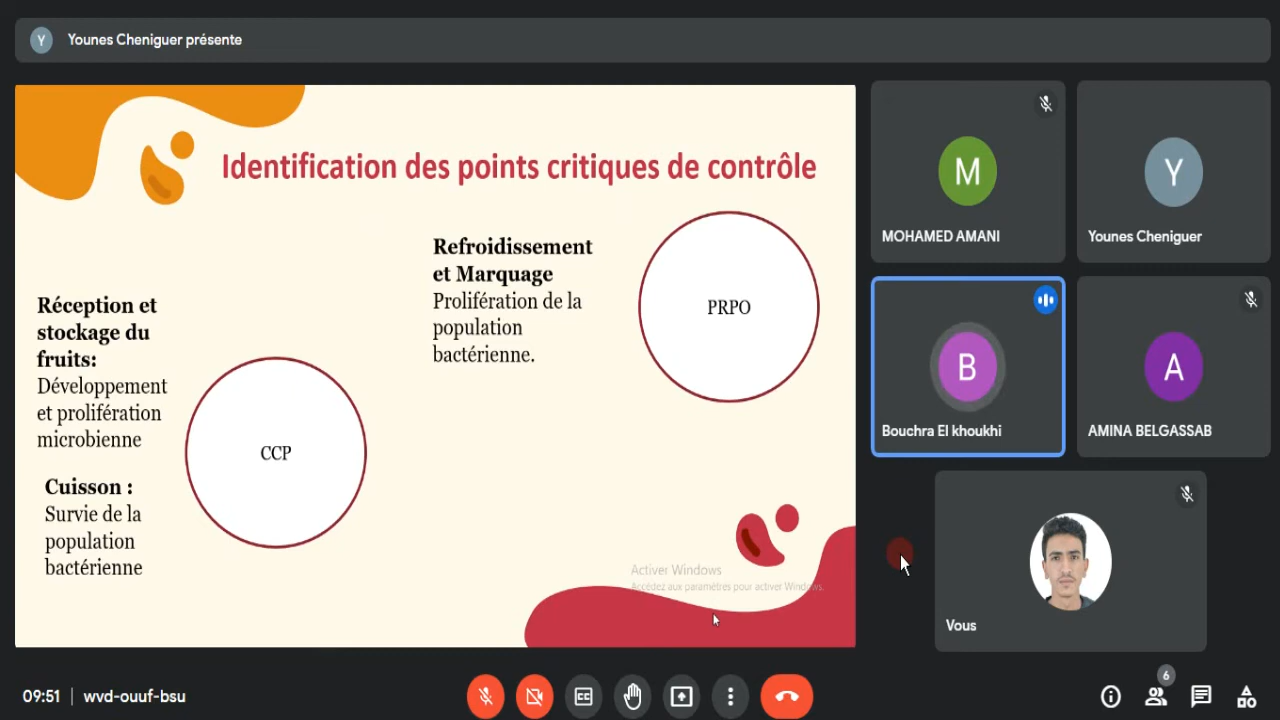 Y Younes Cheniguer présente
Identification des points critiques de contrôle
Refroidissement
et Marquage
Prolifération de la
population
bactérienne.
PRPO
Réception et
stockage du
fruits:
Développement
et prolifération
microbienne
CCP
Cuisson :
Survie de la
population
bactérienne
Activer Windows
Accédez aux paramètres pour activer Windows.
M
MOHAMED AMANI
Y
Younes Cheniguer
B
Bouchra El khoukhi
A
AMINA BELGASSAB
Vous
09:51 | wvd-ouuf-bsu
CC
6